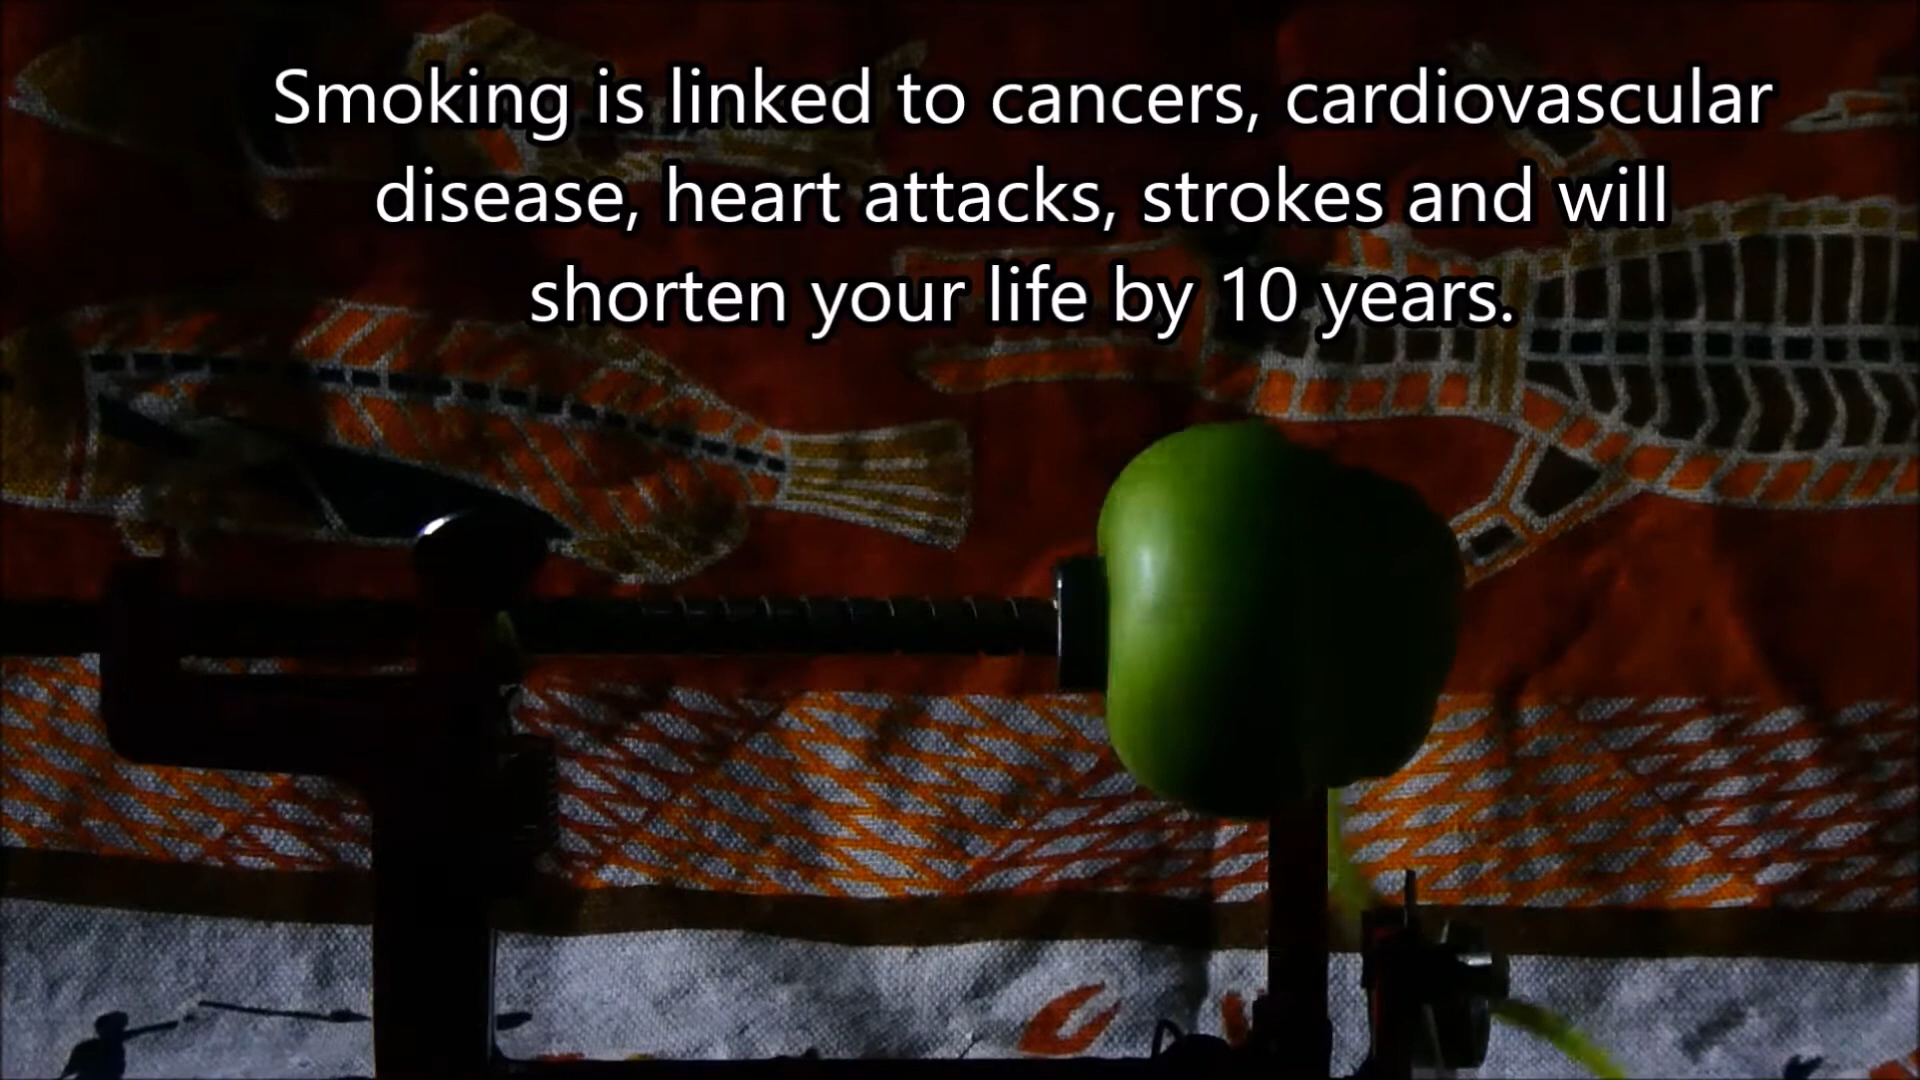 Smoking is linked to cancers, cardiovascular
disease, heart attacks, strokes and will
shorten your life by 10 years.